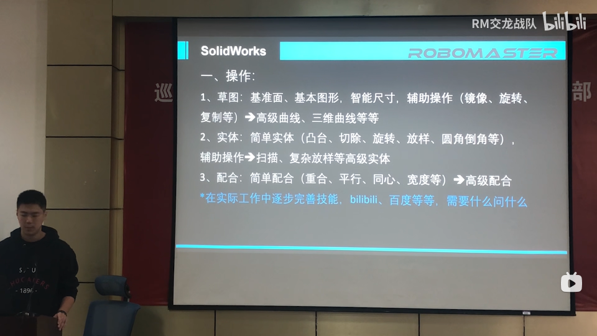 RM交龙战队 bilibili
SolidWorks
ROBOMASTER
巡
部
一、操作：
1、草图：基准面、基本图形，智能尺寸，辅助操作（镜像、旋转、
复制等）➔高级曲线、三维曲线等等
2、实体：简单实体（凸台、切除、旋转、放样、圆角倒角等），
辅助操作➔扫描、复杂放样等高级实体
3、配合：简单配合（重合、平行、同心、宽度等）➔高级配合
*在实际工作中逐步完善技能，bilibili、百度等等，需要什么问什么